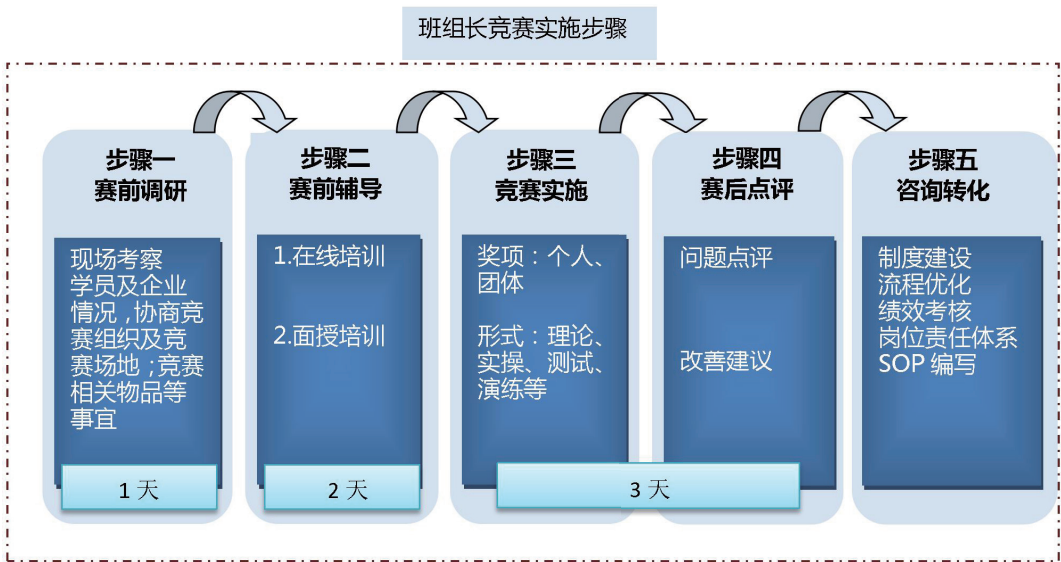 班组长竞赛实施步骤
步骤一
赛前调研
现场考察
学员及企业
情况,协商竞
赛组织及竞
赛场地;竞赛
相关物品等
事宜
1 天
步骤二
赛前辅导
1.在线培训
2.面授培训
2 天
步骤三
竞赛实施
奖项:个人、
团体
形式:理论、
实操、测试、
演练等
步骤四
赛后点评
问题点评
改善建议
3 天
步骤五
咨询转化
制度建设
流程优化
绩效考核
岗位责任体系
SOP 编写